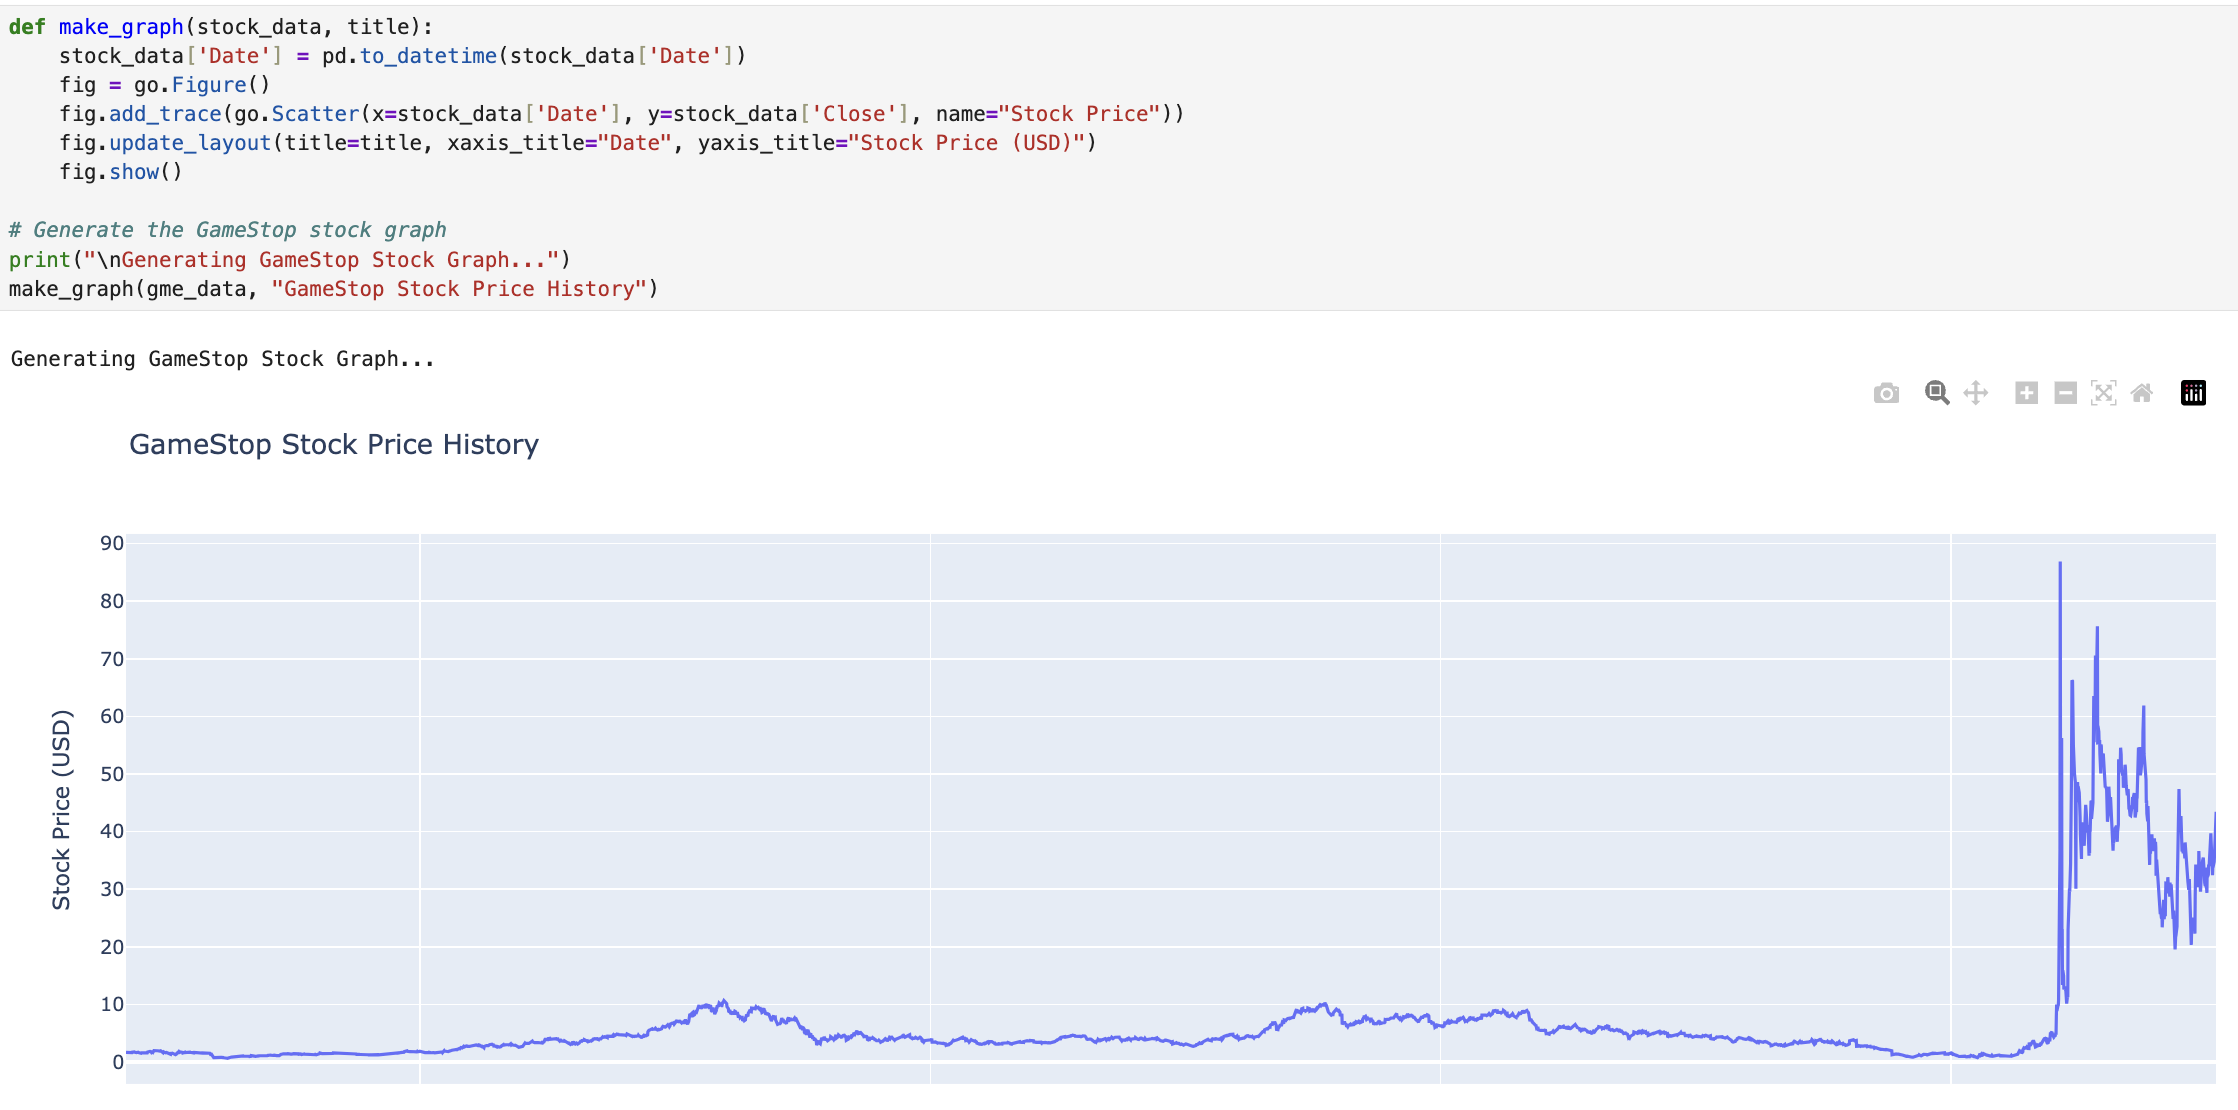 def make_graph(stock_data, title):
    stock_data['Date'] = pd.to_datetime(stock_data['Date'])
    fig = go.Figure()
    fig.add_trace(go.Scatter(x=stock_data['Date'], y=stock_data['Close'], name="Stock Price"))
    fig.update_layout(title=title, xaxis_title="Date", yaxis_title="Stock Price (USD)")
    fig.show()

# Generate the GameStop stock graph
print("\nGenerating GameStop Stock Graph...")
make_graph(gme_data, "GameStop Stock Price History")
Generating GameStop Stock Graph...
GameStop Stock Price History
Stock Price (USD)
90
80
70
60
50
40
30
20
10
0